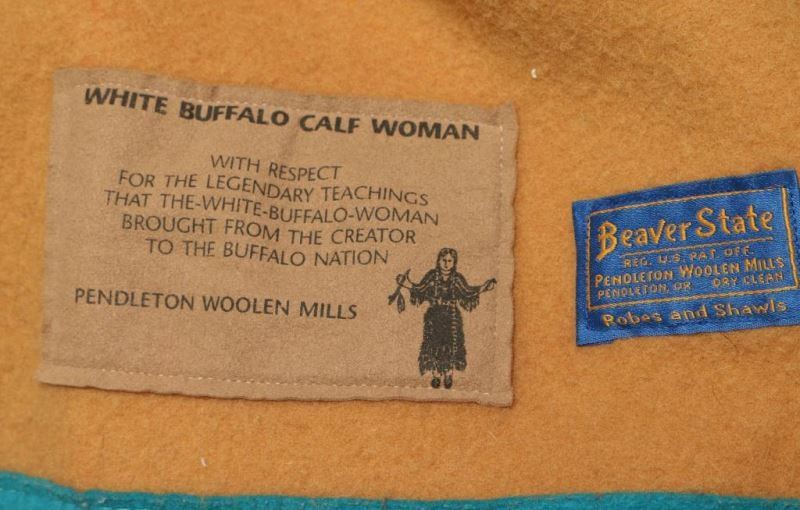 WHITE BUFFALO CALF WOMAN
WITH RESPECT
FOR THE LEGENDARY TEACHINGS
THAT THE-WHITE-BUFFALO-WOMAN
BROUGHT FROM THE CREATOR
TO THE BUFFALO NATION
PENDLETON WOOLEN MILLS
Beaver State
REG. U.S. PAT. OFF.
PENDLETON WOOLEN MILLS
PENDLETON, OR. DRY CLEAN
Robes and Shawls